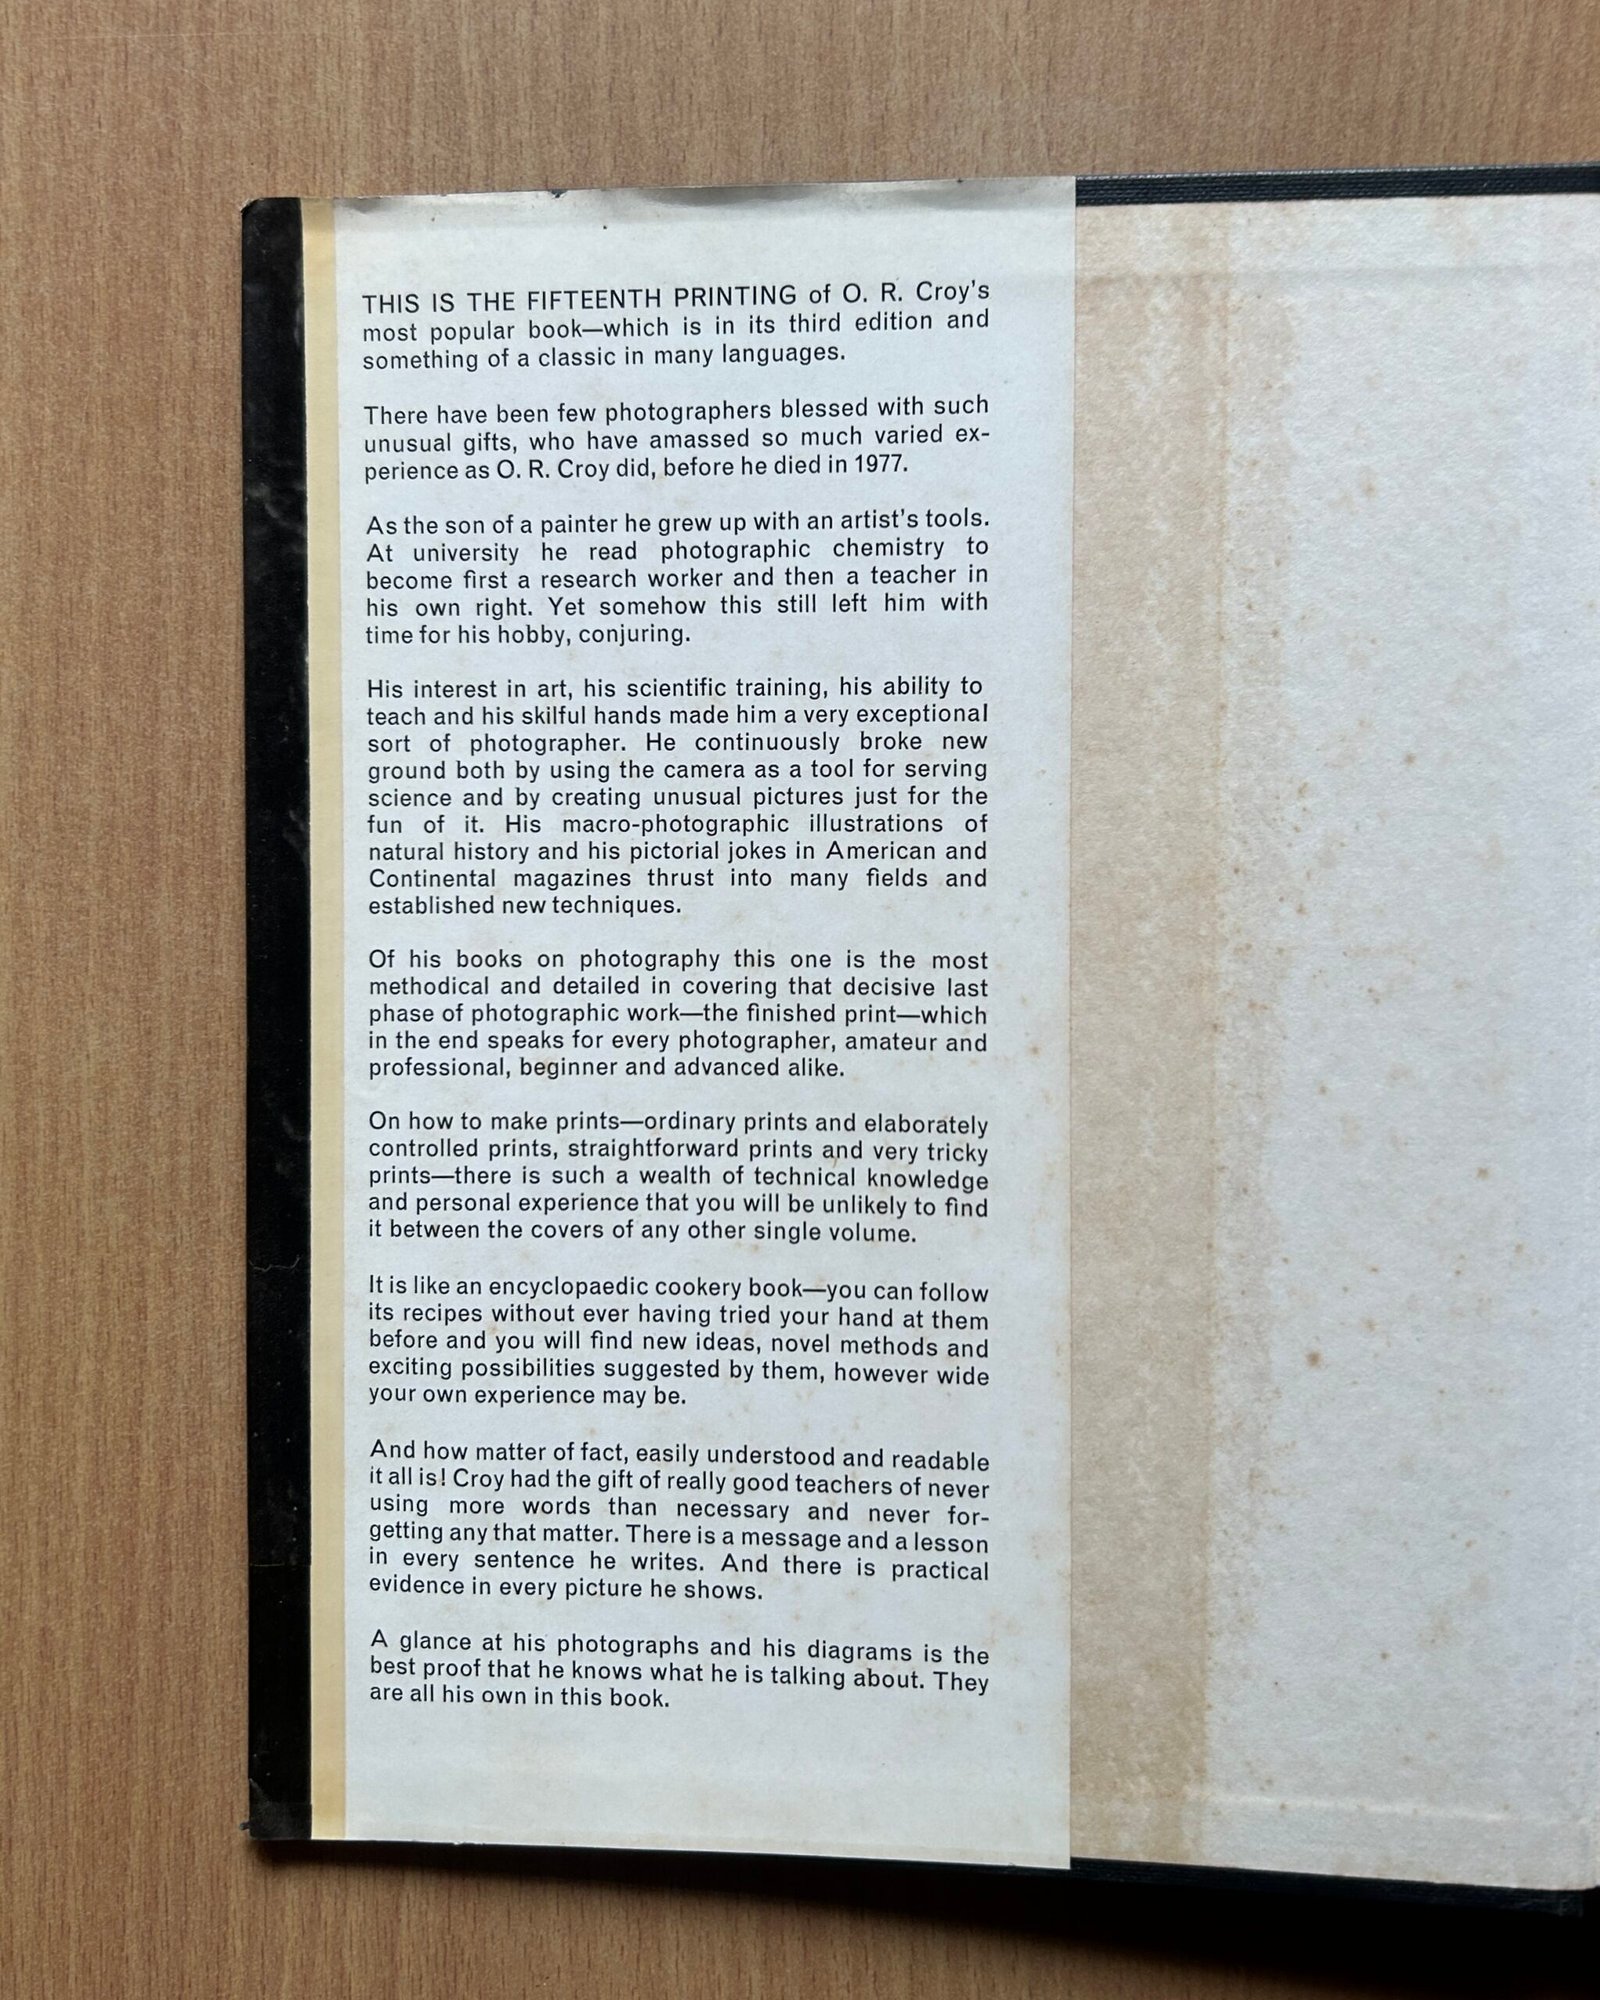 THIS IS THE FIFTEENTH PRINTING of O. R. Croy's
most popular book—which is in its third edition and
something of a classic in many languages.
There have been few photographers blessed with such
unusual gifts, who have amassed so much varied ex-
perience as O. R. Croy did, before he died in 1977.
As the son of a painter he grew up with an artist's tools.
At university he read photographic chemistry to
become first a research worker and then a teacher in
his own right. Yet somehow this still left him with
time for his hobby, conjuring.
His interest in art, his scientific training, his ability to
teach and his skilful hands made him a very exceptional
sort of photographer. He continuously broke new
ground both by using the camera as a tool for serving
science and by creating unusual pictures just for the
fun of it. His macro-photographic illustrations of
natural history and his pictorial jokes in American and
Continental magazines thrust into many fields and
established new techniques.
Of his books on photography this one is the most
methodical and detailed in covering that decisive last
phase of photographic work—the finished print—which
in the end speaks for every photographer, amateur and
professional, beginner and advanced alike.
On how to make prints—ordinary prints and elaborately
controlled prints, straightforward prints and very tricky
prints—there is such a wealth of technical knowledge
and personal experience that you will be unlikely to find
it between the covers of any other single volume.
It is like an encyclopaedic cookery book—you can follow
its recipes without ever having tried your hand at them
before and you will find new ideas, novel methods and
exciting possibilities suggested by them, however wide
your own experience may be.
And how matter of fact, easily understood and readable
it all is! Croy had the gift of really good teachers of never
using more words than necessary and never for-
getting any that matter. There is a message and a lesson
in every sentence he writes. And there is practical
evidence in every picture he shows.
A glance at his photographs and his diagrams is the
best proof that he knows what he is talking about. They
are all his own in this book.